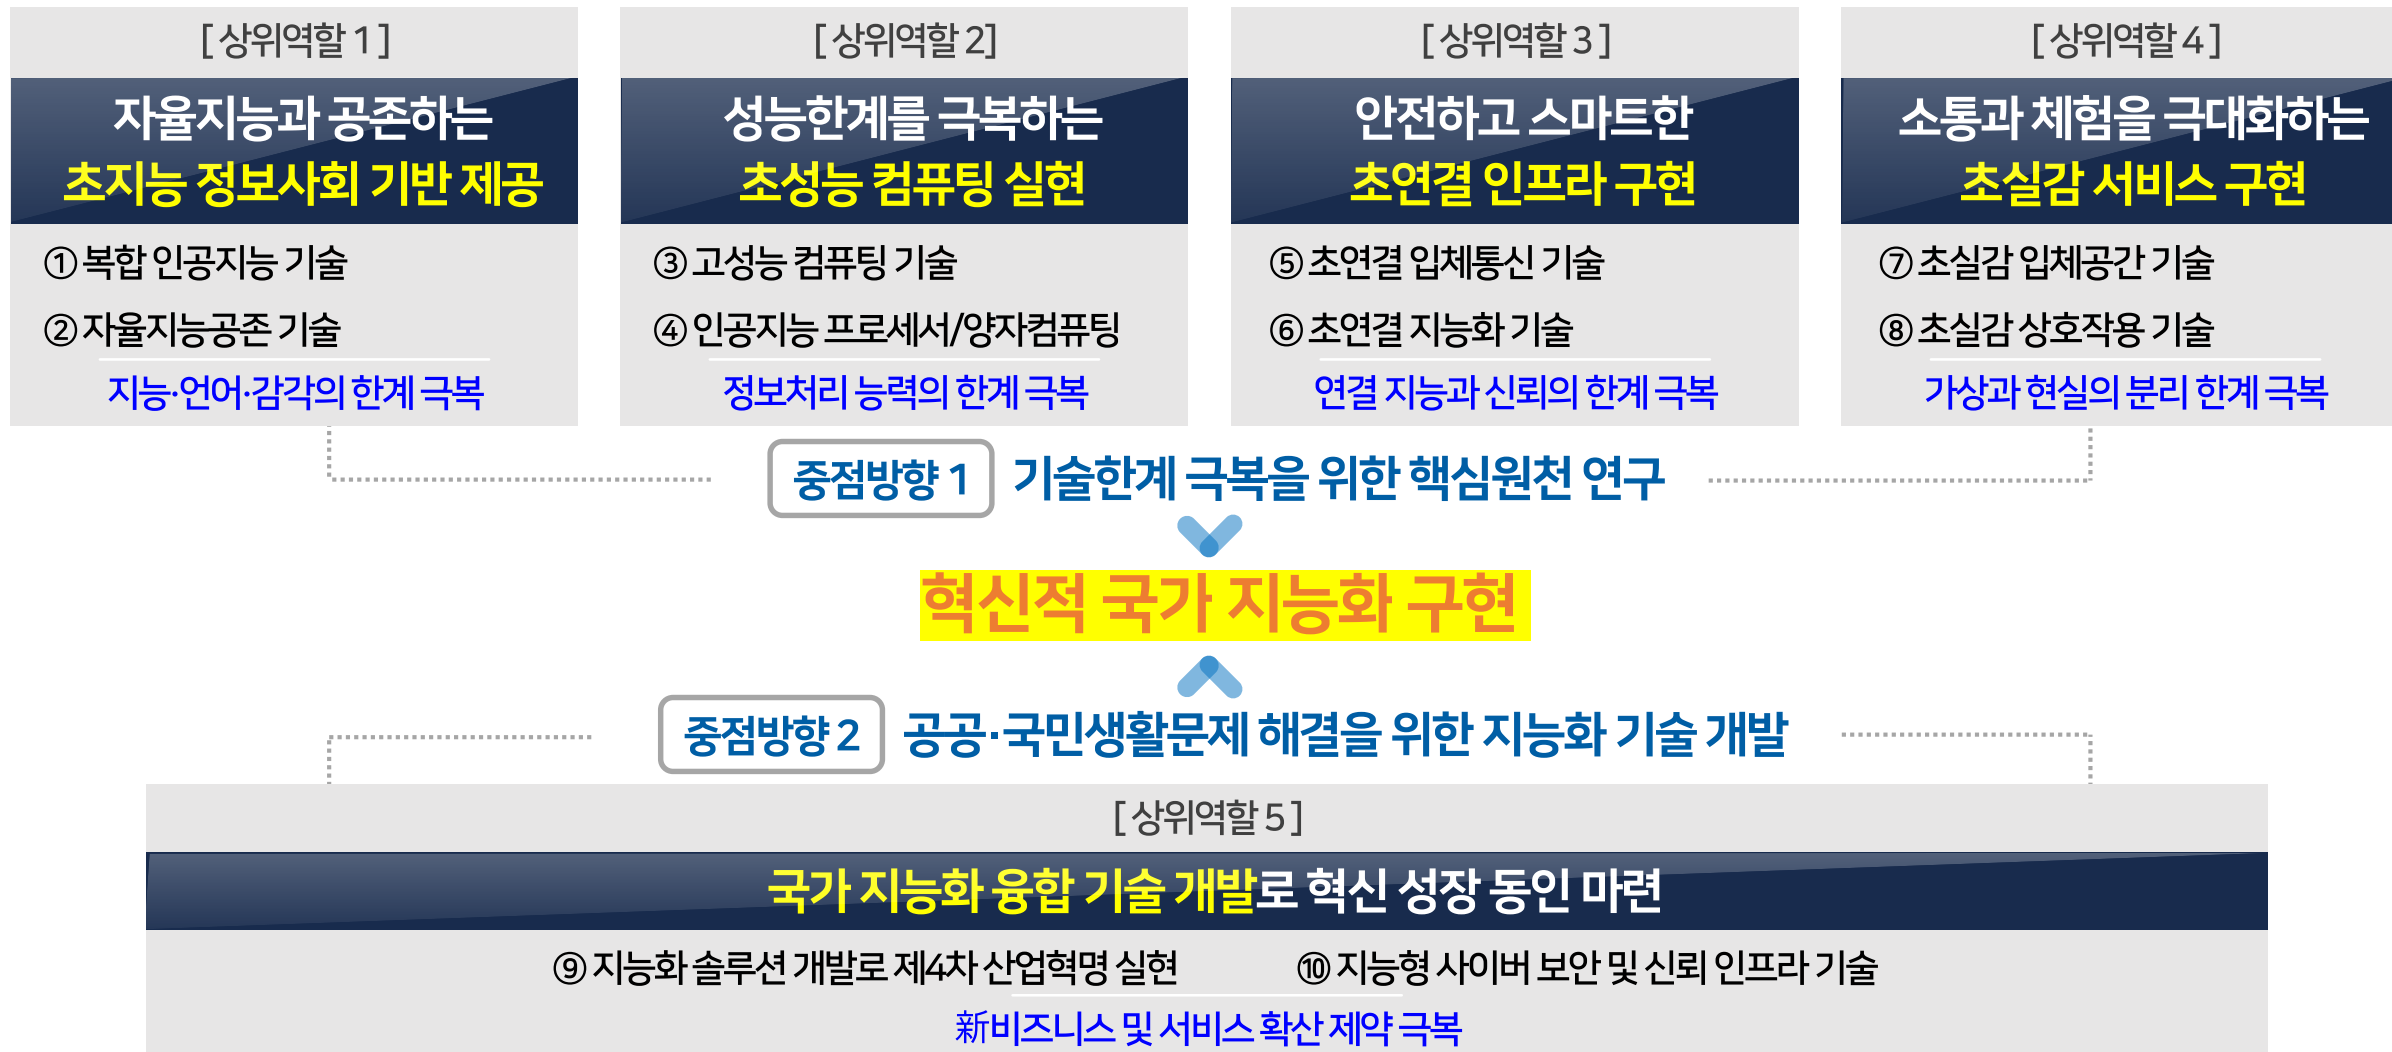 [ 상위역할 1 ]
자율지능과 공존하는
초지능 정보사회 기반 제공
① 복합 인공지능 기술
② 자율지능공존 기술
지능·언어·감각의 한계 극복
[ 상위역할 2]
성능한계를 극복하는
초성능 컴퓨팅 실현
③ 고성능 컴퓨팅 기술
④ 인공지능 프로세서/양자컴퓨팅
정보처리 능력의 한계 극복
[ 상위역할 3 ]
안전하고 스마트한
초연결 인프라 구현
⑤ 초연결 입체통신 기술
⑥ 초연결 지능화 기술
연결 지능과 신뢰의 한계 극복
[ 상위역할 4 ]
소통과 체험을 극대화하는
초실감 서비스 구현
⑦ 초실감 입체공간 기술
⑧ 초실감 상호작용 기술
가상과 현실의 분리 한계 극복
중점방향 1 기술한계 극복을 위한 핵심원천 연구
혁신적 국가 지능화 구현
중점방향 2 공공·국민생활문제 해결을 위한 지능화 기술 개발
[ 상위역할 5 ]
국가 지능화 융합 기술 개발로 혁신 성장 동인 마련
⑨ 지능화 솔루션 개발로 제4차 산업혁명 실현 ⑩ 지능형 사이버 보안 및 신뢰 인프라 기술
新비즈니스 및 서비스 확산 제약 극복